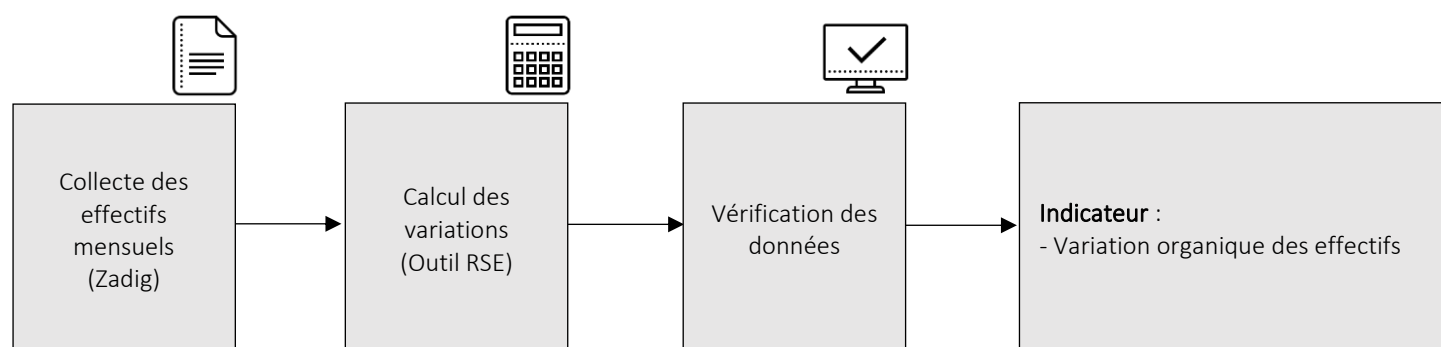 Collecte des
effectifs
mensuels
(Zadig)
Calcul des
variations
(Outil RSE)
Vérification des
données
Indicateur :
- Variation organique des effectifs